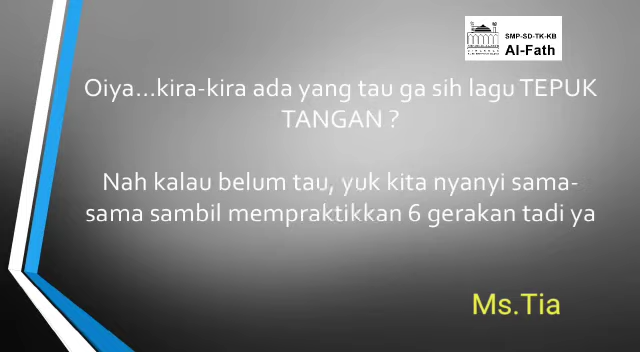 SMP-SD-TK-KB
Al-Fath
Oiya...kira-kira ada yang tau ga sih lagu TEPUK
TANGAN ?
Nah kalau belum tau, yuk kita nyanyi sama-
sama sambil mempraktikkan 6 gerakan tadi ya
Ms.Tia